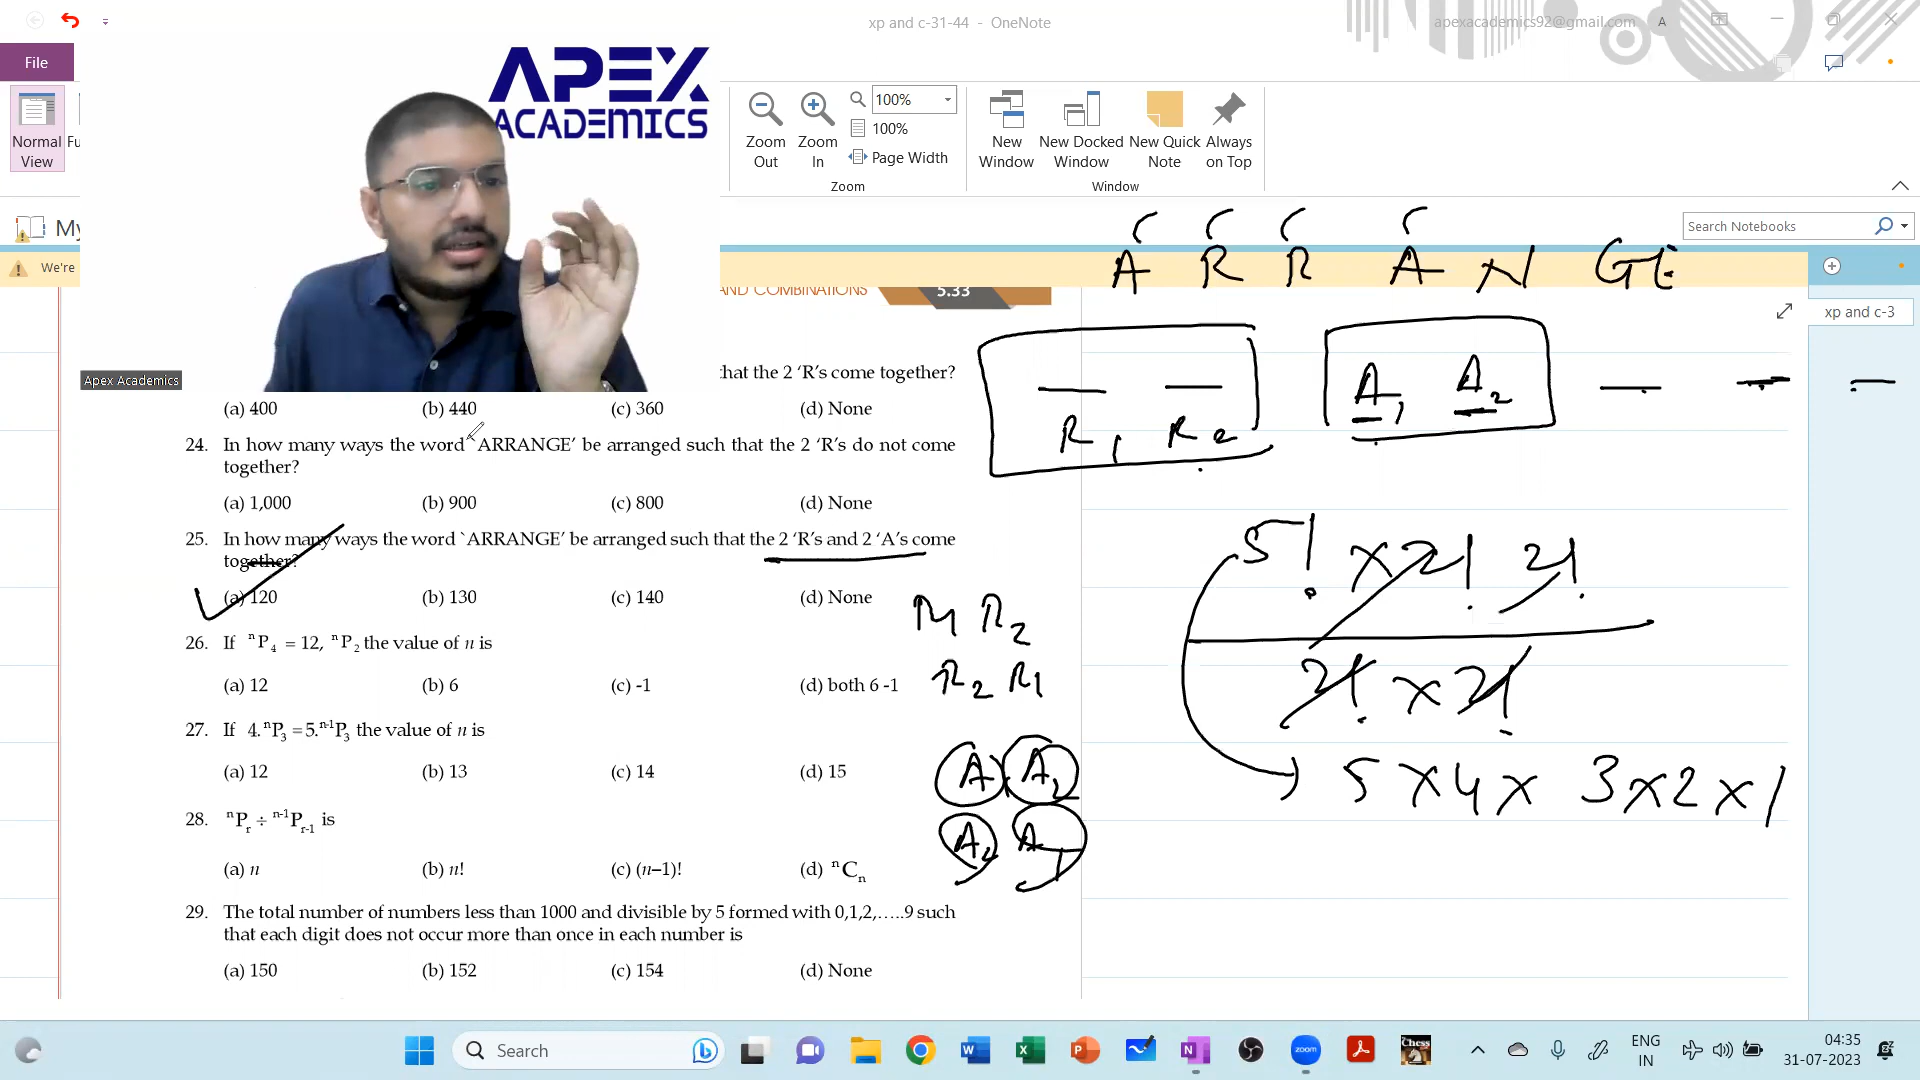 xp and c-31-44 - OneNote
apexacademics92@gmail.com A
File
APEX
ACADEMICS
Normal View
Zoom Out
Zoom In
100%
100%
Page Width
Zoom
New Window
New Docked Window
New Quick Note
Always on Top
Window
My
Search Notebooks
We're
A R R A N GE
AND COMBINATIONS 5.33
xp and c-3
Apex Academics
that the 2 ‘R’s come together?
(a) 400 (b) 440 (c) 360 (d) None
24. In how many ways the word `ARRANGE’ be arranged such that the 2 ‘R’s do not come
together?
(a) 1,000 (b) 900 (c) 800 (d) None
25. In how many ways the word `ARRANGE’ be arranged such that the 2 ‘R’s and 2 ‘A’s come
together?
(a) 120 (b) 130 (c) 140 (d) None
26. If ⁿP₄ = 12, ⁿP₂ the value of n is
(a) 12 (b) 6 (c) -1 (d) both 6 -1
27. If 4.ⁿP₃ = 5.ⁿ⁻¹P₃ the value of n is
(a) 12 (b) 13 (c) 14 (d) 15
28. ⁿPr ÷ ⁿ⁻¹Pr-1 is
(a) n (b) n! (c) (n–1)! (d) ⁿCn
29. The total number of numbers less than 1000 and divisible by 5 formed with 0,1,2,.....9 such
that each digit does not occur more than once in each number is
(a) 150 (b) 152 (c) 154 (d) None
R1 R2
A1 A2
5! × 2! 2!
2! × 2!
5 × 4 × 3 × 2 × 1
R1 R2
R2 R1
A1 A2
A2 A1
Search
ENG
IN
04:35
31-07-2023